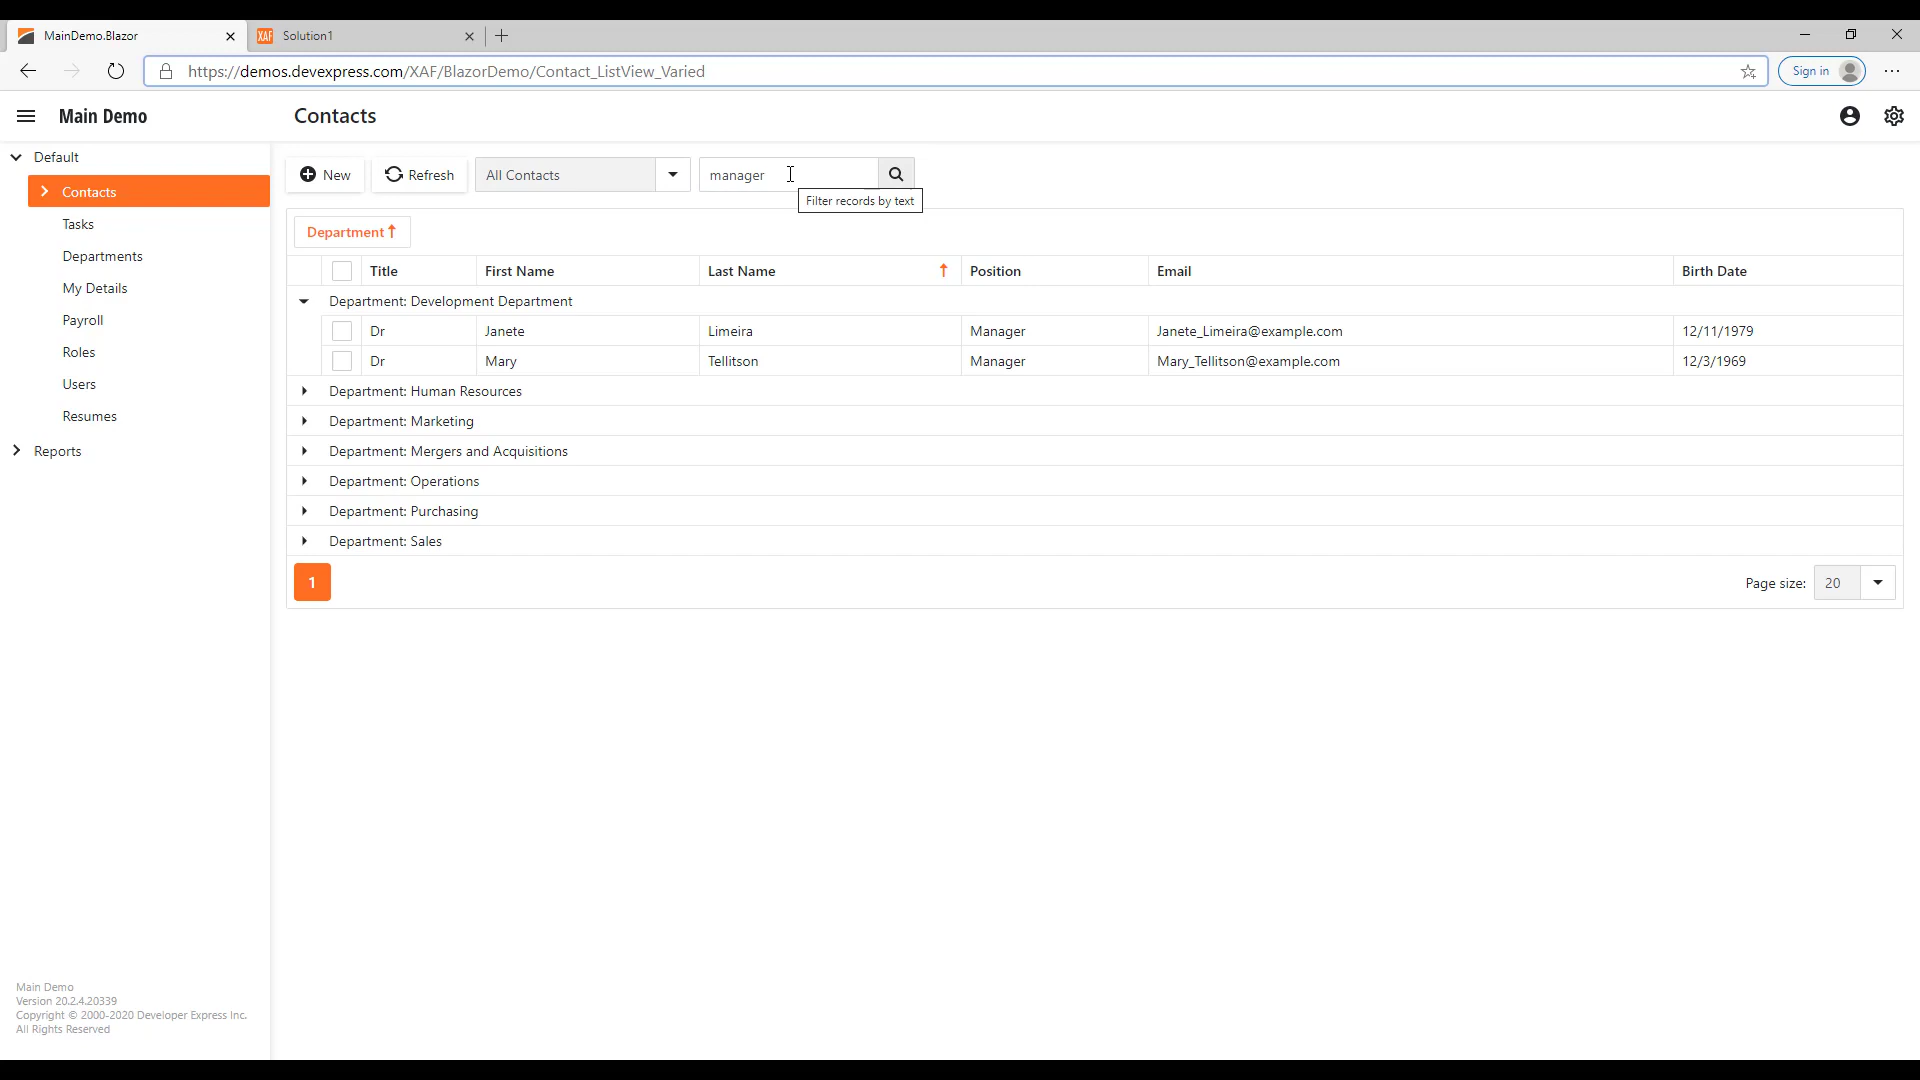 MainDemo.Blazor
XAF Solution1
https://demos.devexpress.com/XAF/BlazorDemo/Contact_ListView_Varied
Sign in
Main Demo
Contacts
Default
Contacts
Tasks
Departments
My Details
Payroll
Roles
Users
Resumes
Reports
New Refresh All Contacts manager
Filter records by text
Department
Title First Name Last Name Position Email Birth Date
Department: Development Department
Dr Janete Limeira Manager Janete_Limeira@example.com 12/11/1979
Dr Mary Tellitson Manager Mary_Tellitson@example.com 12/3/1969
Department: Human Resources
Department: Marketing
Department: Mergers and Acquisitions
Department: Operations
Department: Purchasing
Department: Sales
1
Page size: 20
Main Demo
Version 20.2.4.20339
Copyright © 2000-2020 Developer Express Inc.
All Rights Reserved